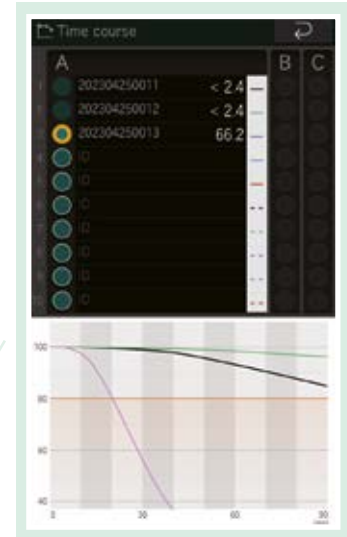 Time course
A B C
1 202304250011 < 2.4
2 202304250012 < 2.4
3 202304250013 66.2
4 ID
5 ID
6 ID
7 ID
8 ID
9 ID
10 ID
100
80
60
40
0 30 60 90